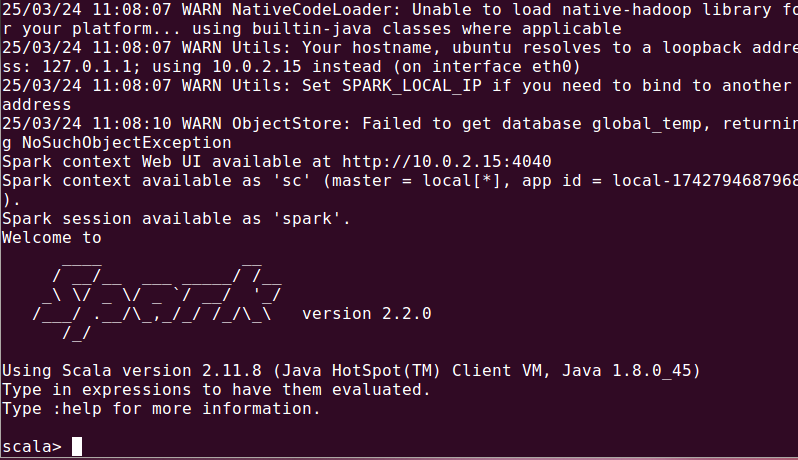 25/03/24 11:08:07 WARN NativeCodeLoader: Unable to load native-hadoop library fo
r your platform... using builtin-java classes where applicable
25/03/24 11:08:07 WARN Utils: Your hostname, ubuntu resolves to a loopback addre
ss: 127.0.1.1; using 10.0.2.15 instead (on interface eth0)
25/03/24 11:08:07 WARN Utils: Set SPARK_LOCAL_IP if you need to bind to another
address
25/03/24 11:08:10 WARN ObjectStore: Failed to get database global_temp, returnin
g NoSuchObjectException
Spark context Web UI available at http://10.0.2.15:4040
Spark context available as 'sc' (master = local[*], app id = local-1742794687968
).
Spark session available as 'spark'.
Welcome to
      ____              __
     / __/__  ___ _____/ /__
    _\ \/ _ \/ _ `/ __/  '_/
   /___/ .__/\_,_/_/ /_/\_\   version 2.2.0
      /_/
Using Scala version 2.11.8 (Java HotSpot(TM) Client VM, Java 1.8.0_45)
Type in expressions to have them evaluated.
Type :help for more information.
scala>